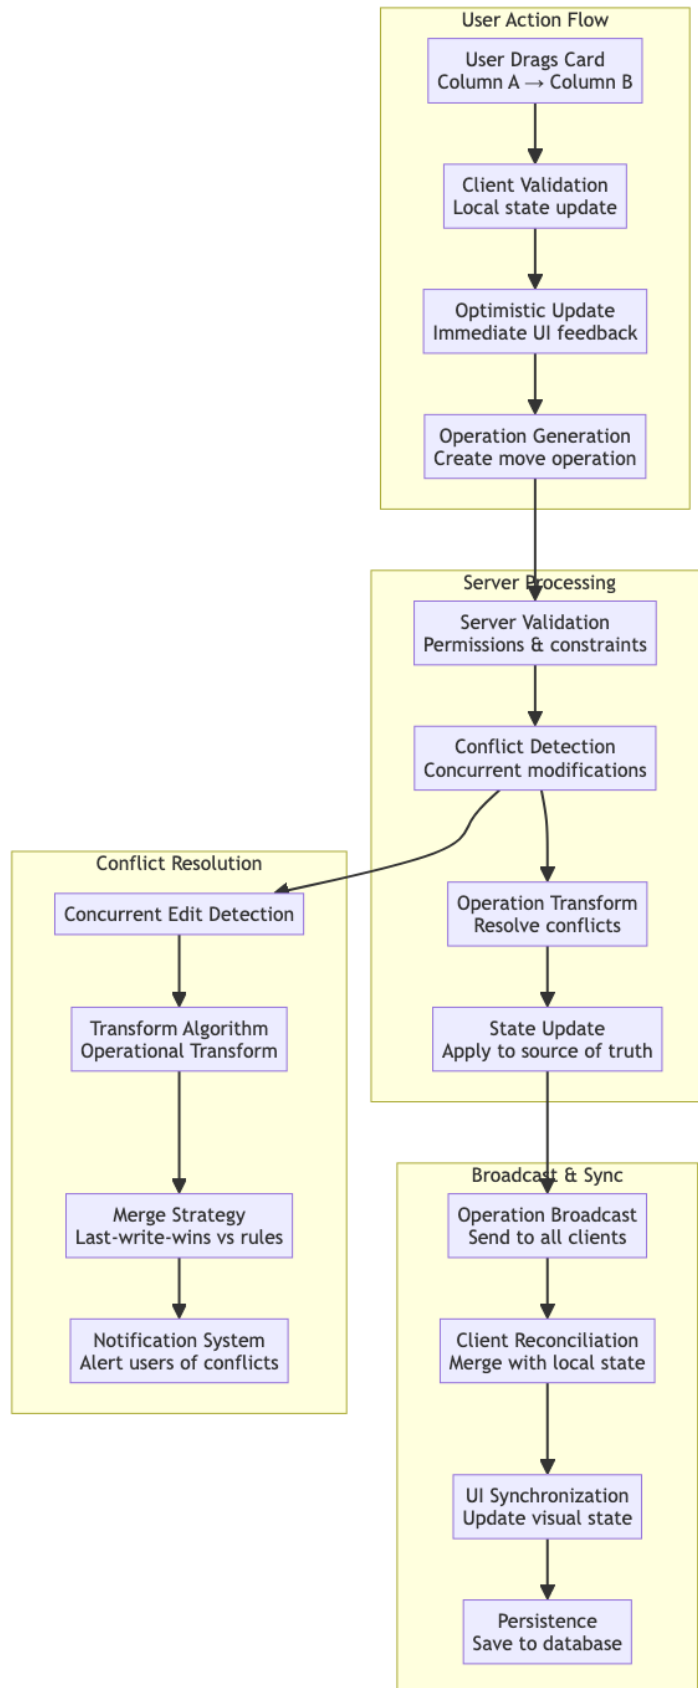 User Action Flow
User Drags Card
Column A → Column B
Client Validation
Local state update
Optimistic Update
Immediate UI feedback
Operation Generation
Create move operation
Server Processing
Server Validation
Permissions & constraints
Conflict Detection
Concurrent modifications
Conflict Resolution
Concurrent Edit Detection
Transform Algorithm
Operational Transform
Merge Strategy
Last-write-wins vs rules
Notification System
Alert users of conflicts
Operation Transform
Resolve conflicts
State Update
Apply to source of truth
Broadcast & Sync
Operation Broadcast
Send to all clients
Client Reconciliation
Merge with local state
UI Synchronization
Update visual state
Persistence
Save to database